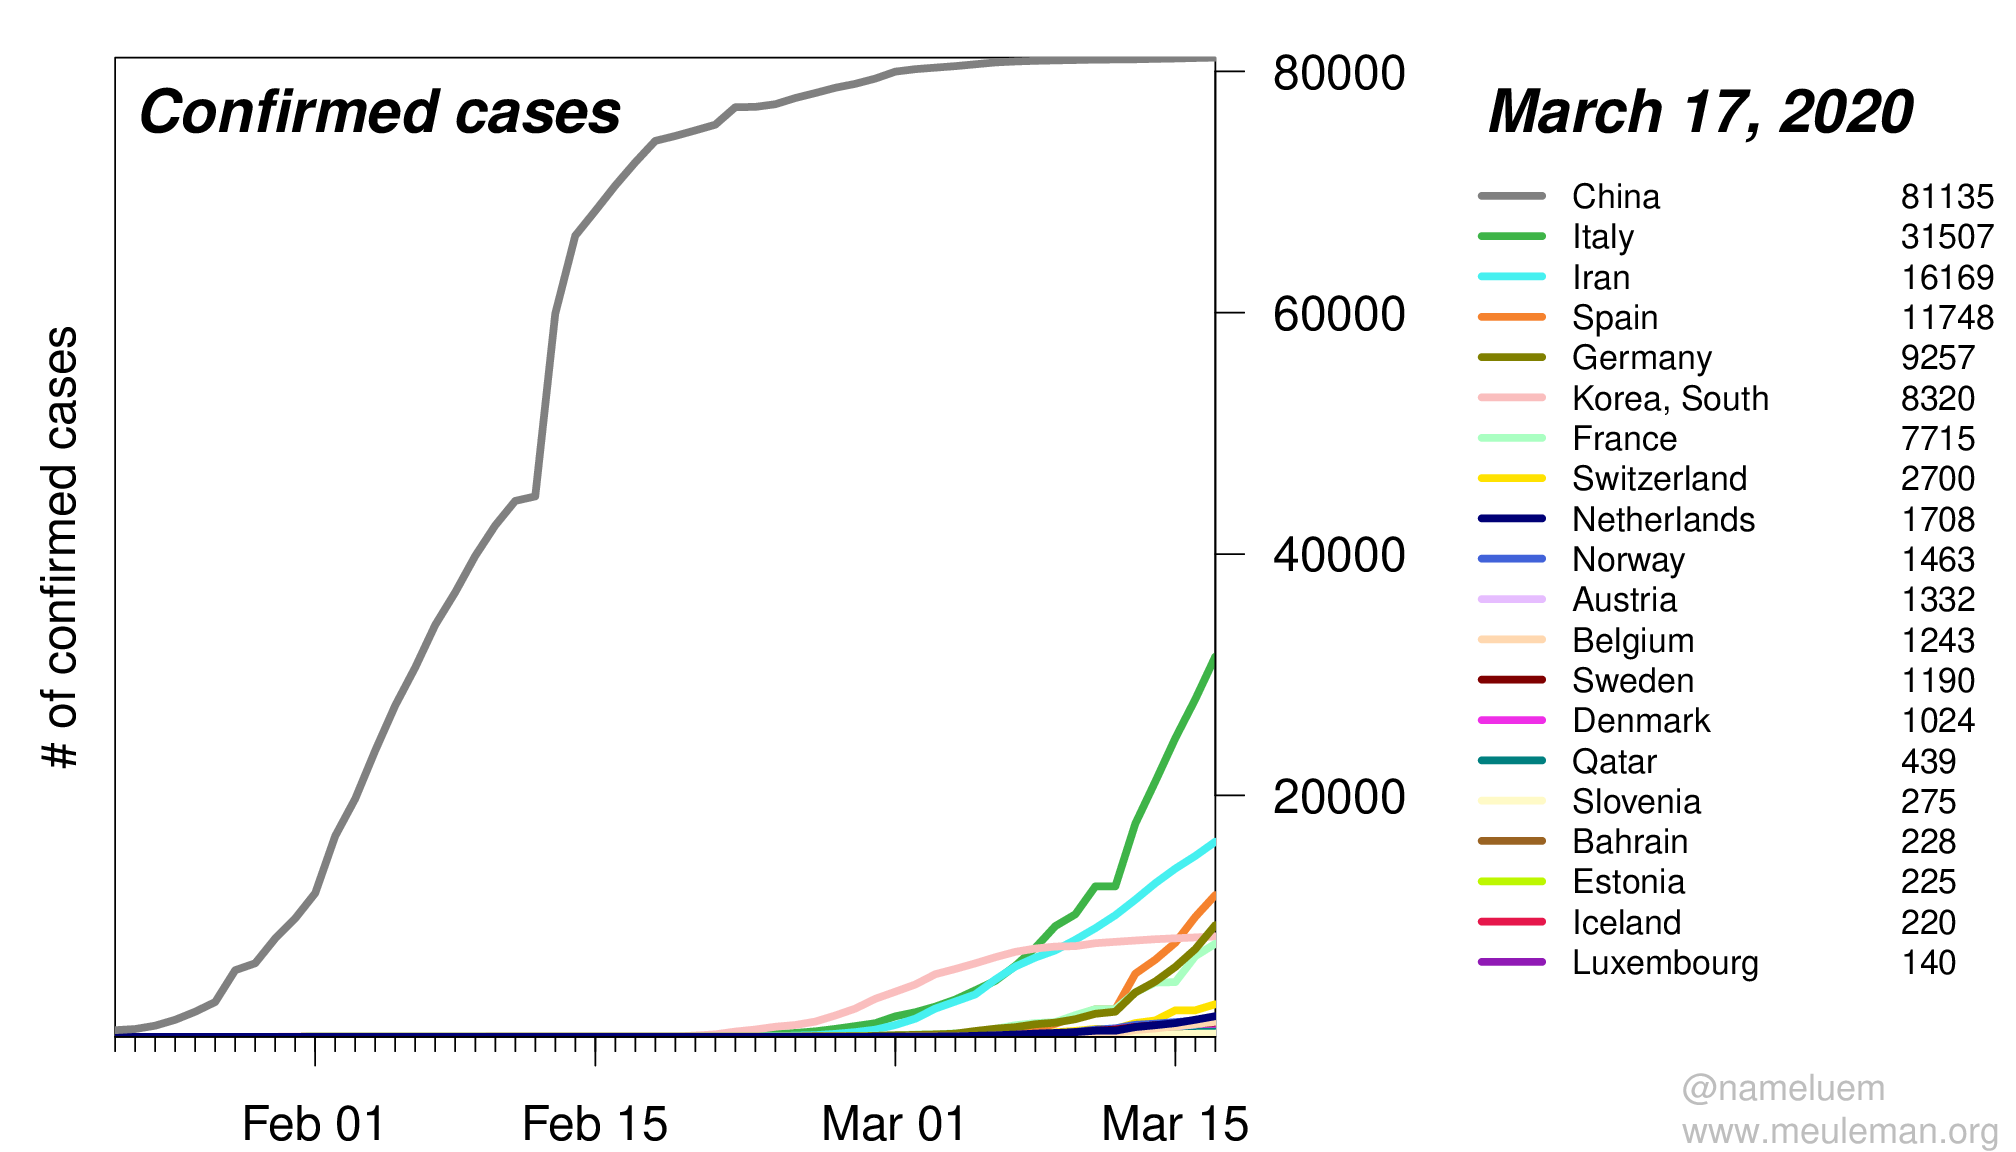 Confirmed cases
March 17, 2020
# of confirmed cases
80000
60000
40000
20000
Feb 01
Feb 15
Mar 01
Mar 15
China 81135
Italy 31507
Iran 16169
Spain 11748
Germany 9257
Korea, South 8320
France 7715
Switzerland 2700
Netherlands 1708
Norway 1463
Austria 1332
Belgium 1243
Sweden 1190
Denmark 1024
Qatar 439
Slovenia 275
Bahrain 228
Estonia 225
Iceland 220
Luxembourg 140
@nameluem
www.meuleman.org